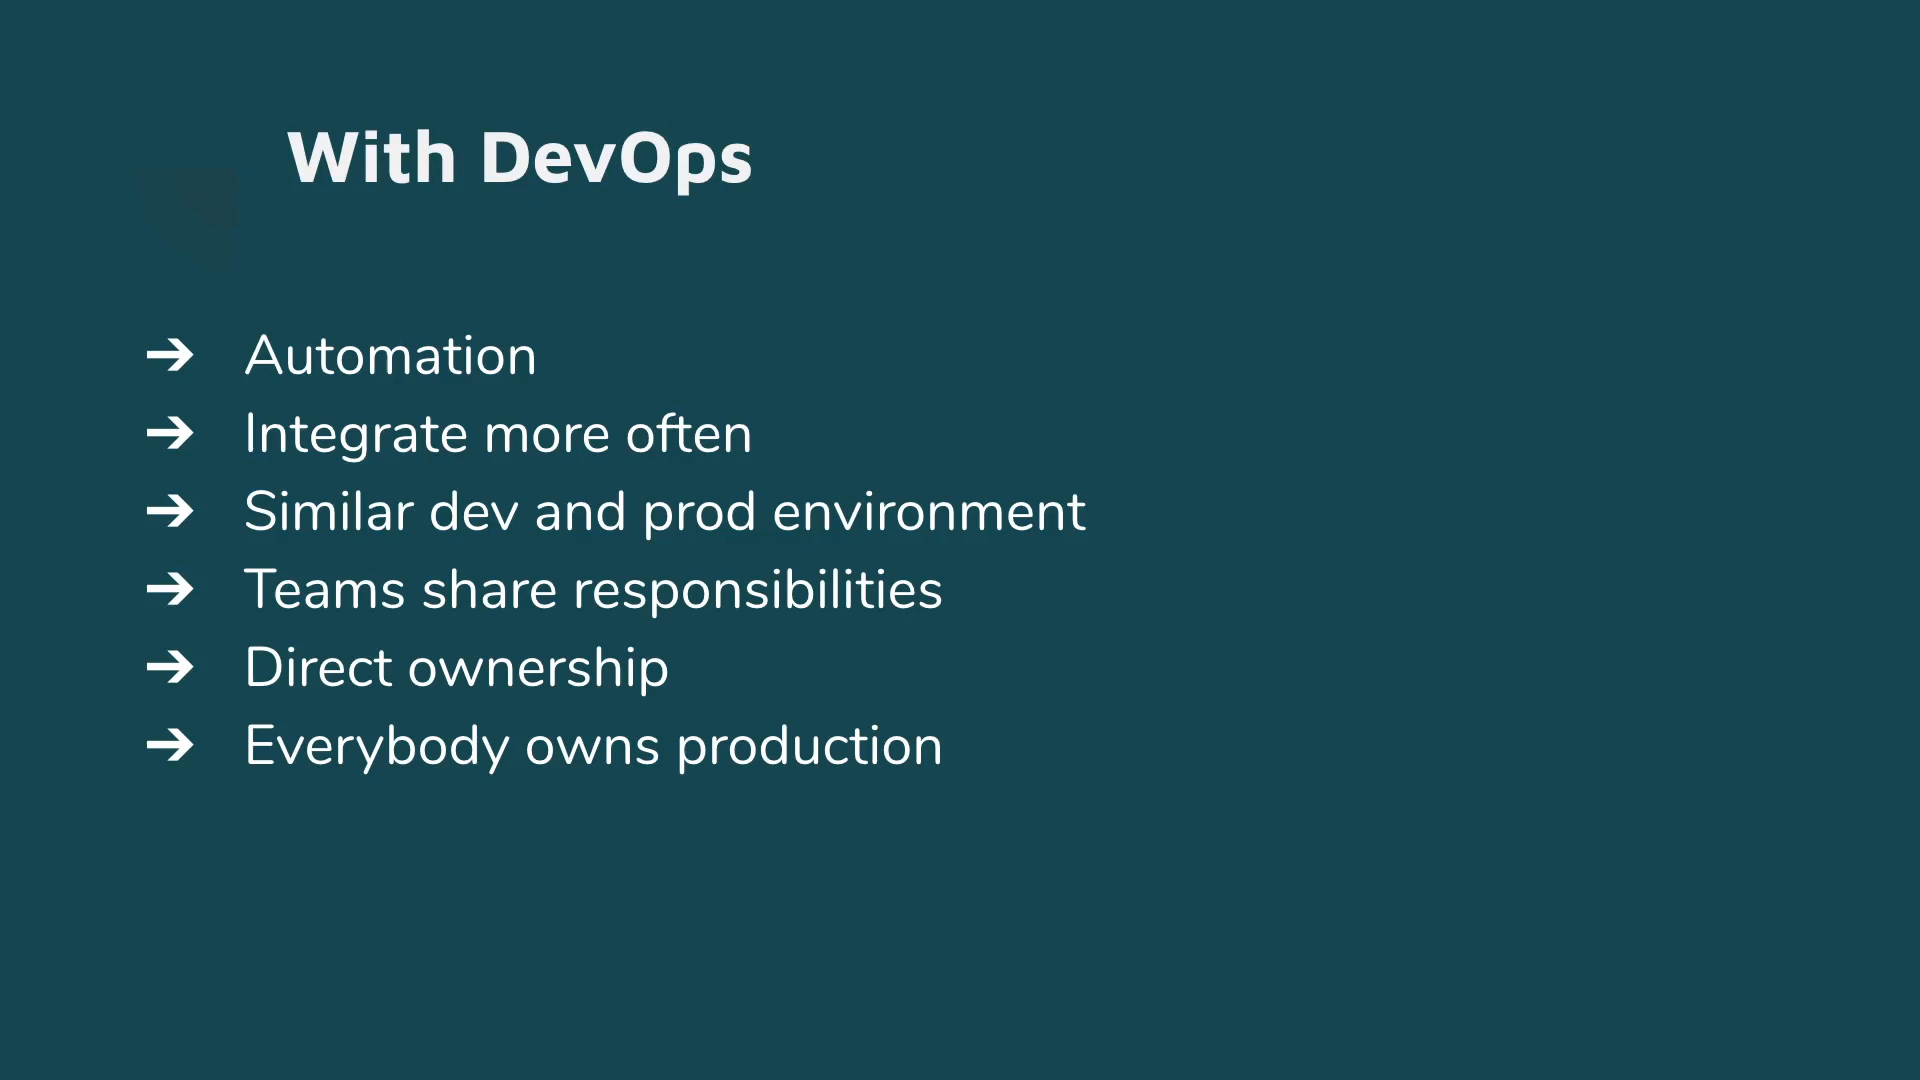 With DevOps
➔ Automation
➔ Integrate more often
➔ Similar dev and prod environment
➔ Teams share responsibilities
➔ Direct ownership
➔ Everybody owns production